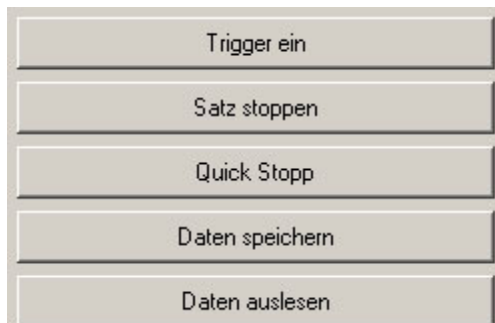 Trigger ein
Satz stoppen
Quick Stopp
Daten speichern
Daten auslesen